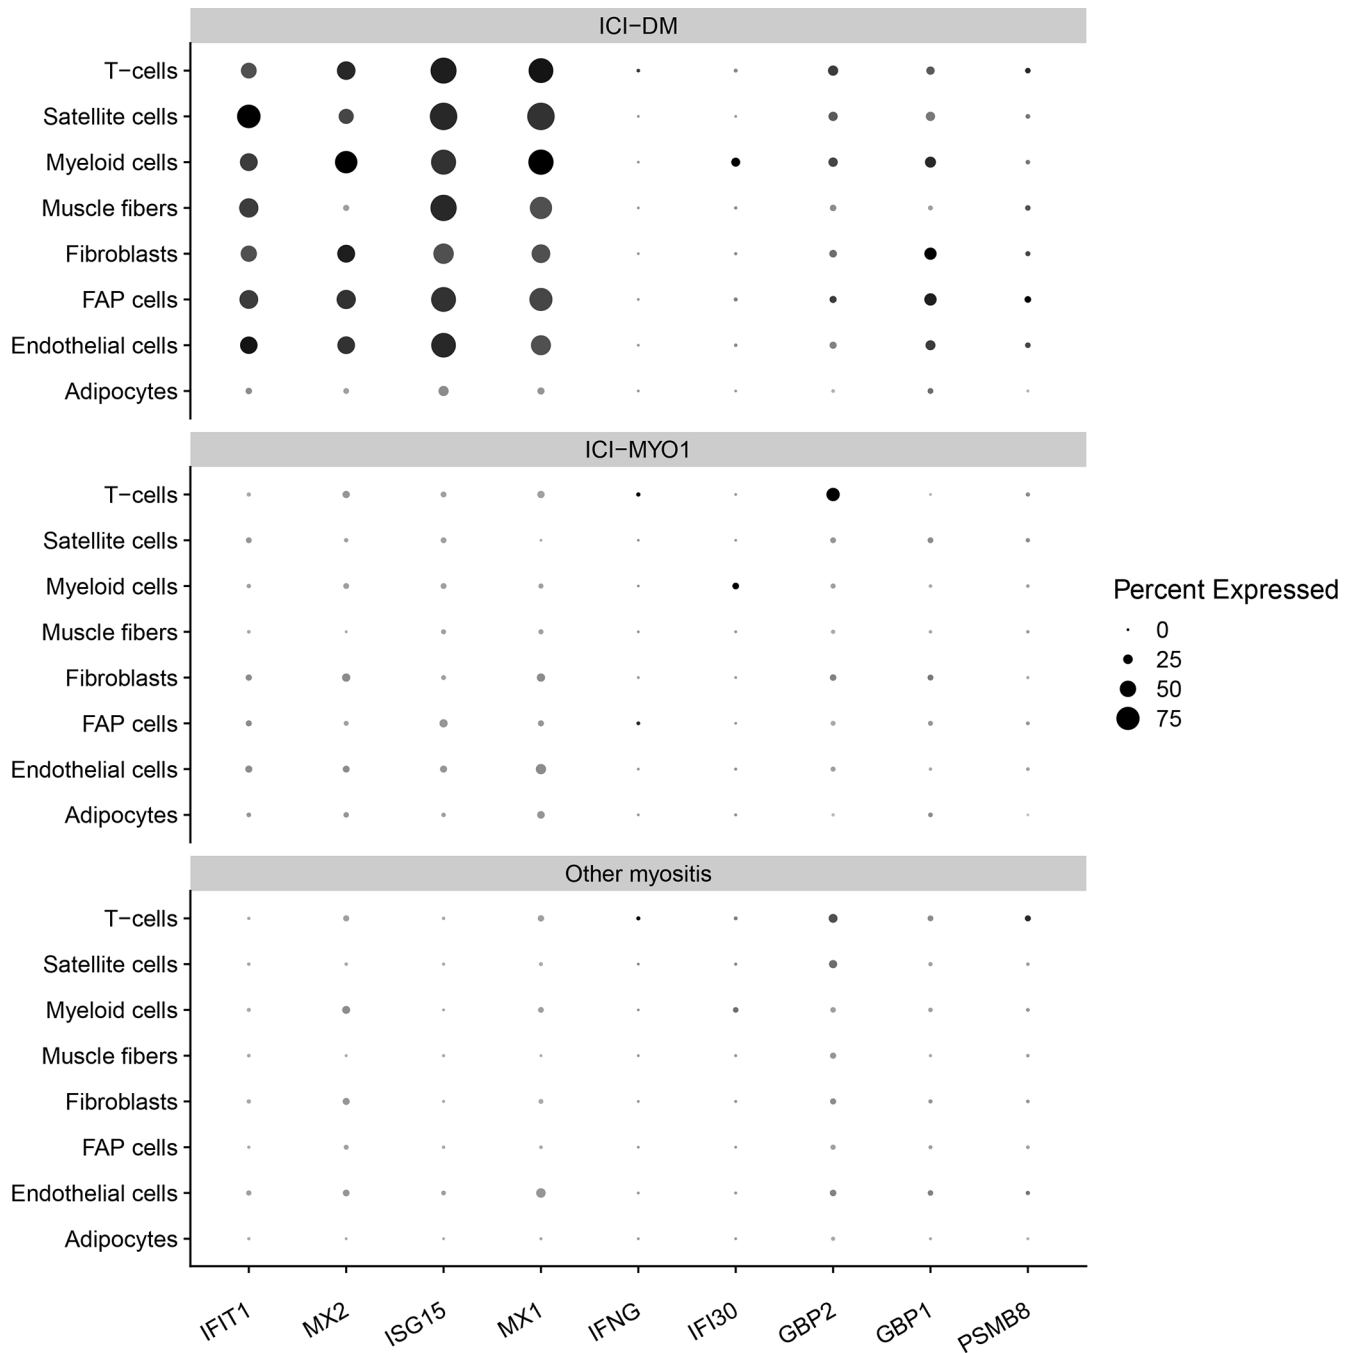 ICI−DM
T−cells
Satellite cells
Myeloid cells
Muscle fibers
Fibroblasts
FAP cells
Endothelial cells
Adipocytes
ICI−MYO1
T−cells
Satellite cells
Myeloid cells
Muscle fibers
Fibroblasts
FAP cells
Endothelial cells
Adipocytes
Other myositis
T−cells
Satellite cells
Myeloid cells
Muscle fibers
Fibroblasts
FAP cells
Endothelial cells
Adipocytes
IFIT1 MX2 ISG15 MX1 IFNG IFI30 GBP2 GBP1 PSMB8
Percent Expressed
0
25
50
75